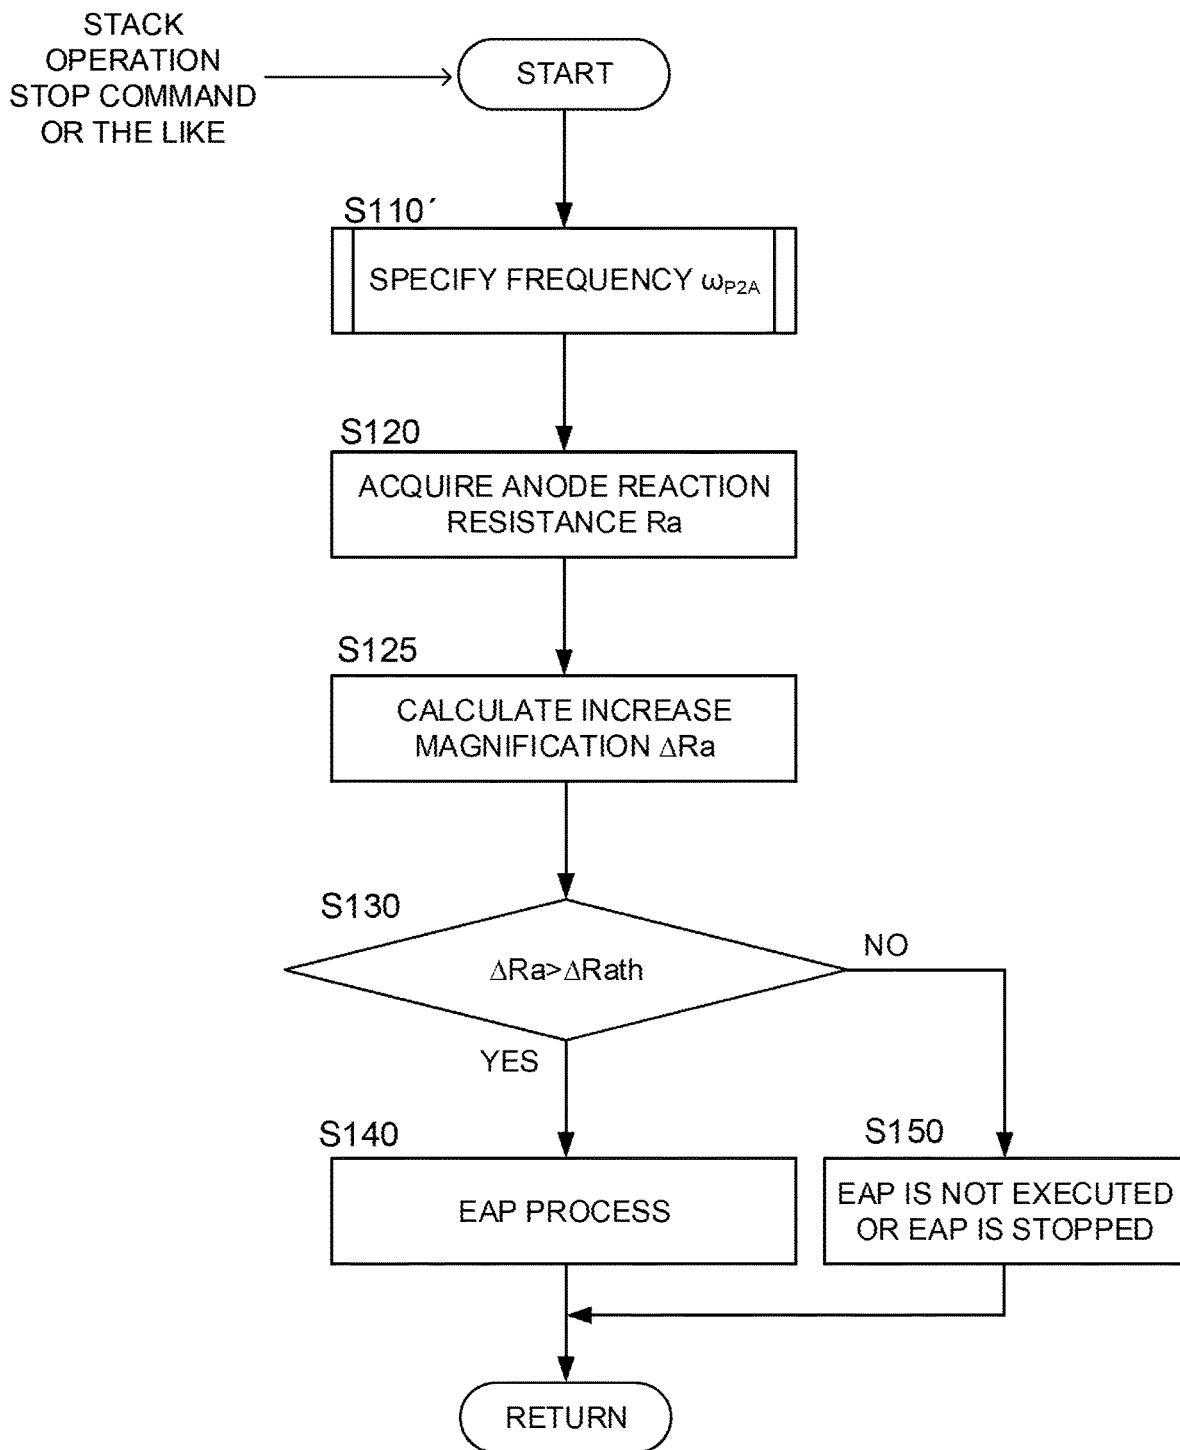 STACK
OPERATION
STOP COMMAND
OR THE LIKE
START
S110´
SPECIFY FREQUENCY ωP2A
S120
ACQUIRE ANODE REACTION
RESISTANCE Ra
S125
CALCULATE INCREASE
MAGNIFICATION ΔRa
S130
ΔRa>ΔRath
NO
YES
S140
EAP PROCESS
S150
EAP IS NOT EXECUTED
OR EAP IS STOPPED
RETURN